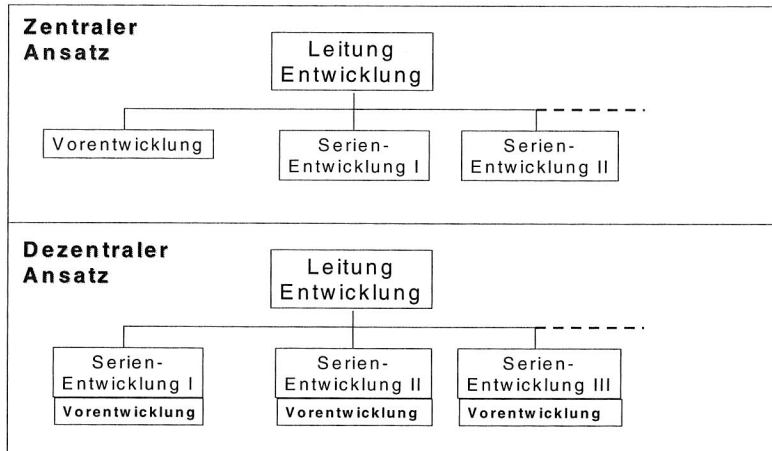 Zentraler
Ansatz
Leitung
Entwicklung
Vorentwicklung
Serien-
Entwicklung I
Serien-
Entwicklung II
Dezentraler
Ansatz
Leitung
Entwicklung
Serien-
Entwicklung I
Vorentwicklung
Serien-
Entwicklung II
Vorentwicklung
Serien-
Entwicklung III
Vorentwicklung